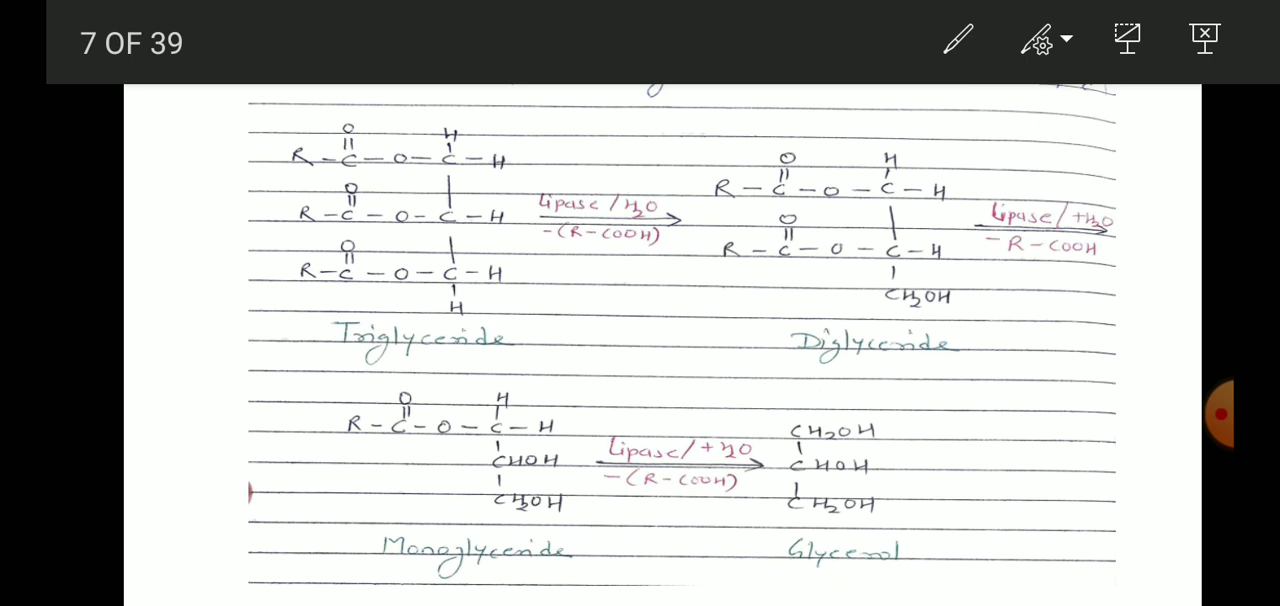 7 OF 39
O H
R - C - O - C - H
O
R - C - O - C - H
O
R - C - O - C - H
H
Lipase / H2O
- (R - COOH)
O H
R - C - O - C - H
O
R - C - O - C - H
CH2OH
Lipase / +H2O
- R - COOH
Triglyceride Diglyceride
O H
R - C - O - C - H
CHOH
CH2OH
Lipase / + H2O
- (R - COOH)
CH2OH
CHOH
CH2OH
Monoglyceride Glycerol